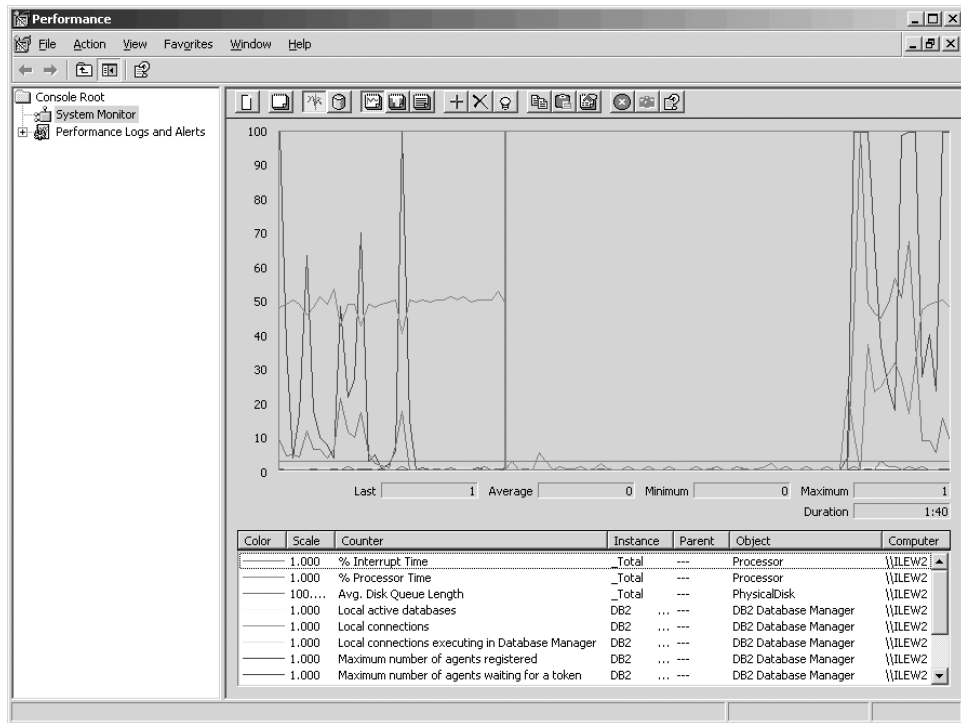 Performance
File Action View Favorites Window Help
Console Root
System Monitor
Performance Logs and Alerts
100
90
80
70
60
50
40
30
20
10
0
Last 1 Average 0 Minimum 0 Maximum 1
Duration 1:40
Color Scale Counter Instance Parent Object Computer
1.000 % Interrupt Time _Total --- Processor \\ILEW2
1.000 % Processor Time _Total --- Processor \\ILEW2
100.... Avg. Disk Queue Length _Total --- PhysicalDisk \\ILEW2
1.000 Local active databases DB2 ... --- DB2 Database Manager \\ILEW2
1.000 Local connections DB2 ... --- DB2 Database Manager \\ILEW2
1.000 Local connections executing in Database Manager DB2 ... --- DB2 Database Manager \\ILEW2
1.000 Maximum number of agents registered DB2 ... --- DB2 Database Manager \\ILEW2
1.000 Maximum number of agents waiting for a token DB2 ... --- DB2 Database Manager \\ILEW2